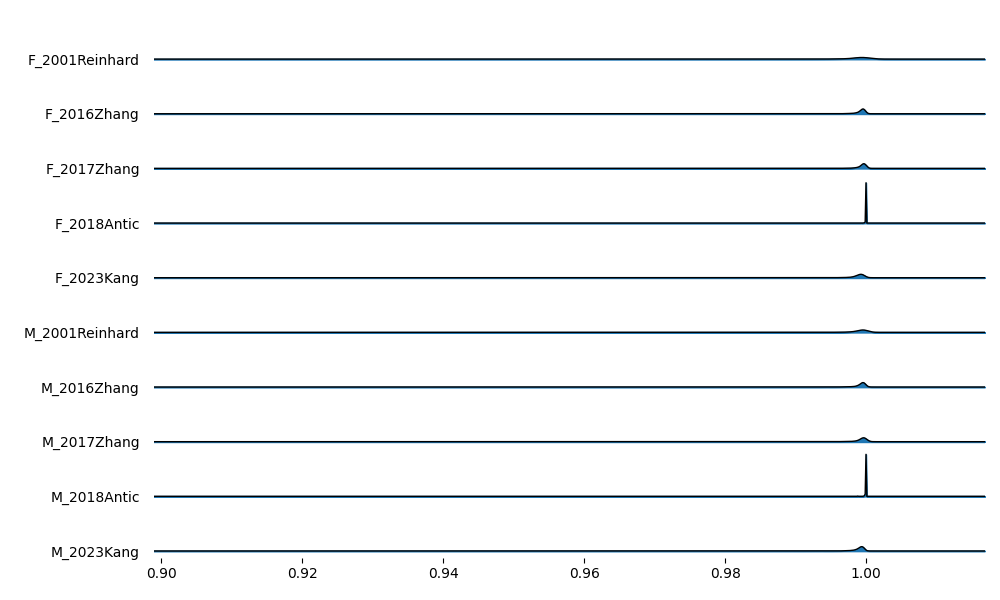 F_2001Reinhard
F_2016Zhang
F_2017Zhang
F_2018Antic
F_2023Kang
M_2001Reinhard
M_2016Zhang
M_2017Zhang
M_2018Antic
M_2023Kang
0.90 0.92 0.94 0.96 0.98 1.00